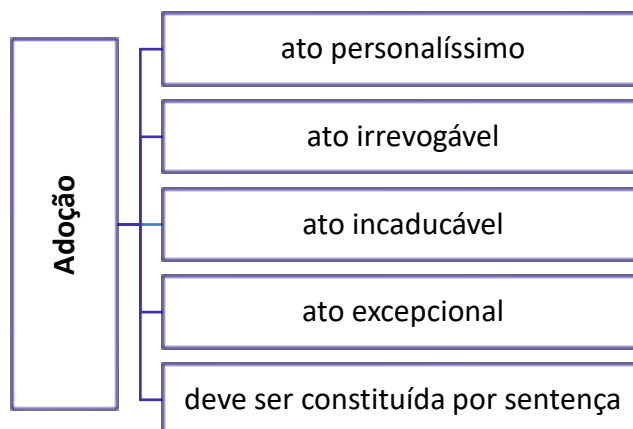 Adoção
ato personalíssimo
ato irrevogável
ato incaducável
ato excepcional
deve ser constituída por sentença